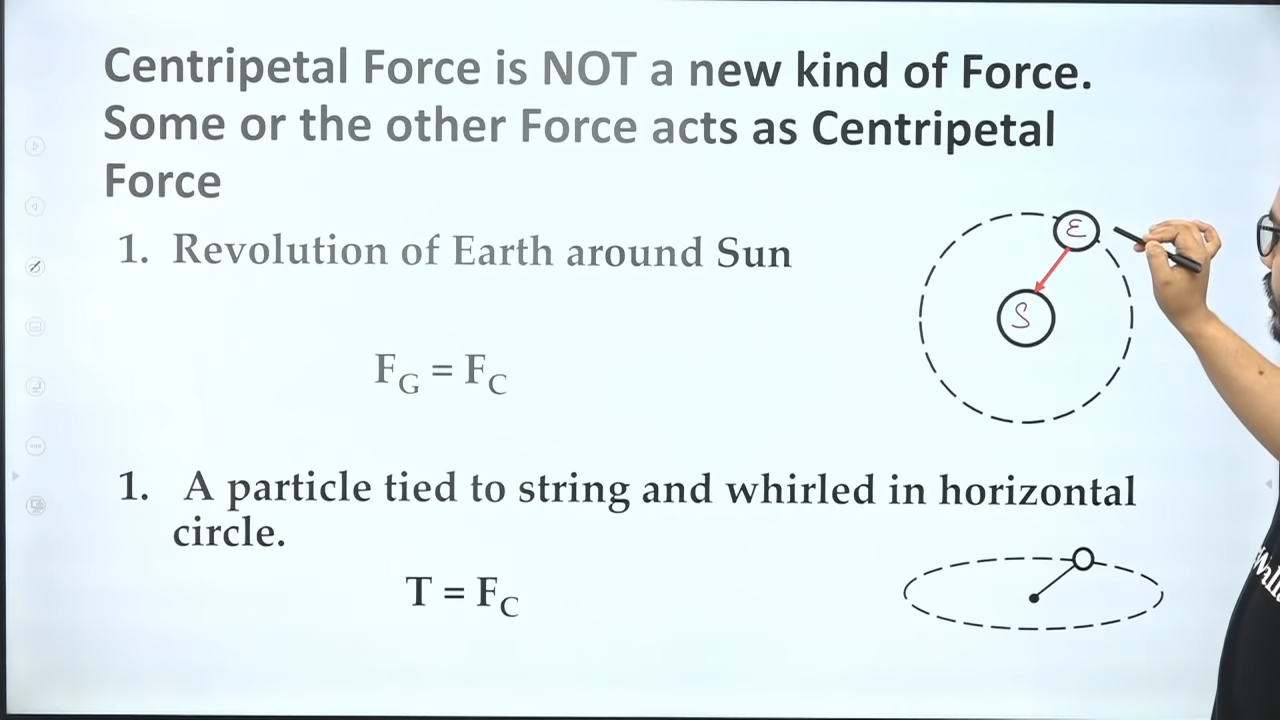 Centripetal Force is NOT a new kind of Force.
Some or the other Force acts as Centripetal
Force
1. Revolution of Earth around Sun
E
S
F_G = F_C
1. A particle tied to string and whirled in horizontal
circle.
T = F_C